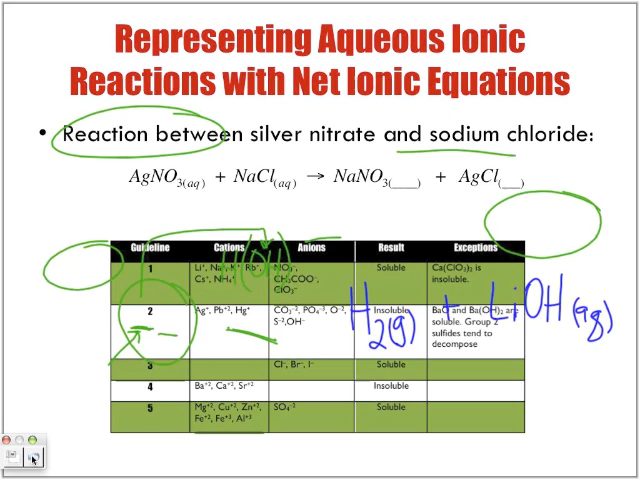 Representing Aqueous Ionic
Reactions with Net Ionic Equations
• Reaction between silver nitrate and sodium chloride:
AgNO₃(aq) + NaCl(aq) → NaNO₃(____) + AgCl(___)
Guideline Cations Anions Result Exceptions
1 Li⁺, Na⁺, K⁺, Rb⁺, NO₃⁻, Soluble Ca(ClO₃)₂ is
Cs⁺, NH₄⁺ CH₃COO⁻, insoluble.
ClO₃⁻
2 Ag⁺, Pb⁺², Hg⁺ CO₃⁻², PO₄⁻³, O⁻², Insoluble BaO and Ba(OH)₂ are
S⁻²,OH⁻ soluble. Group 2
sulfides tend to
decompose
H₂(g) + LiOH(aq)
3 Cl⁻, Br⁻, I⁻ Soluble
4 Ba⁺², Ca⁺², Sr⁺² Insoluble
5 Mg⁺², Cu⁺², Zn⁺², SO₄⁻² Soluble
Fe⁺², Fe⁺³, Al⁺³